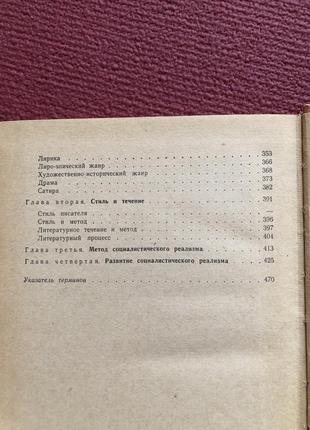 Лирика 353
Лиро-эпический жанр 366
Художественно-исторический жанр 368
Драма 373
Сатира 382
Глава вторая. Стиль и течение 391
Стиль писателя —
Стиль и метод 396
Литературное течение и метод 397
Литературный процесс 404
Глава третья. Метод социалистического реализма 413
Глава четвертая. Развитие социалистического реализма 425
Указатель терминов 470